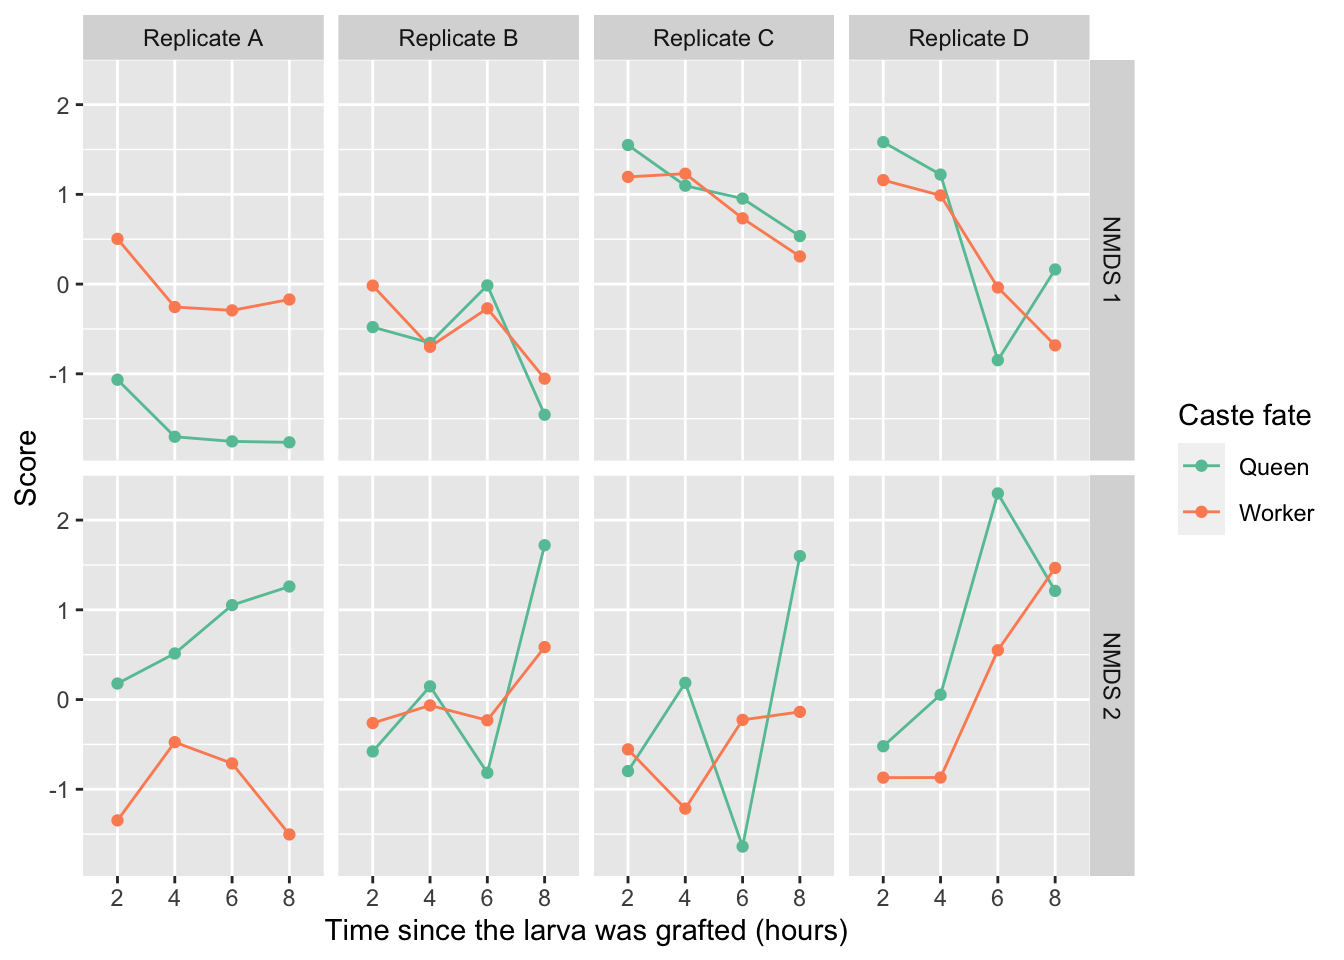 Replicate A
Replicate B
Replicate C
Replicate D
2
1
0
-1
NMDS 1
2
1
0
-1
NMDS 2
Score
2 4 6 8
2 4 6 8
2 4 6 8
2 4 6 8
Time since the larva was grafted (hours)
Caste fate
Queen
Worker